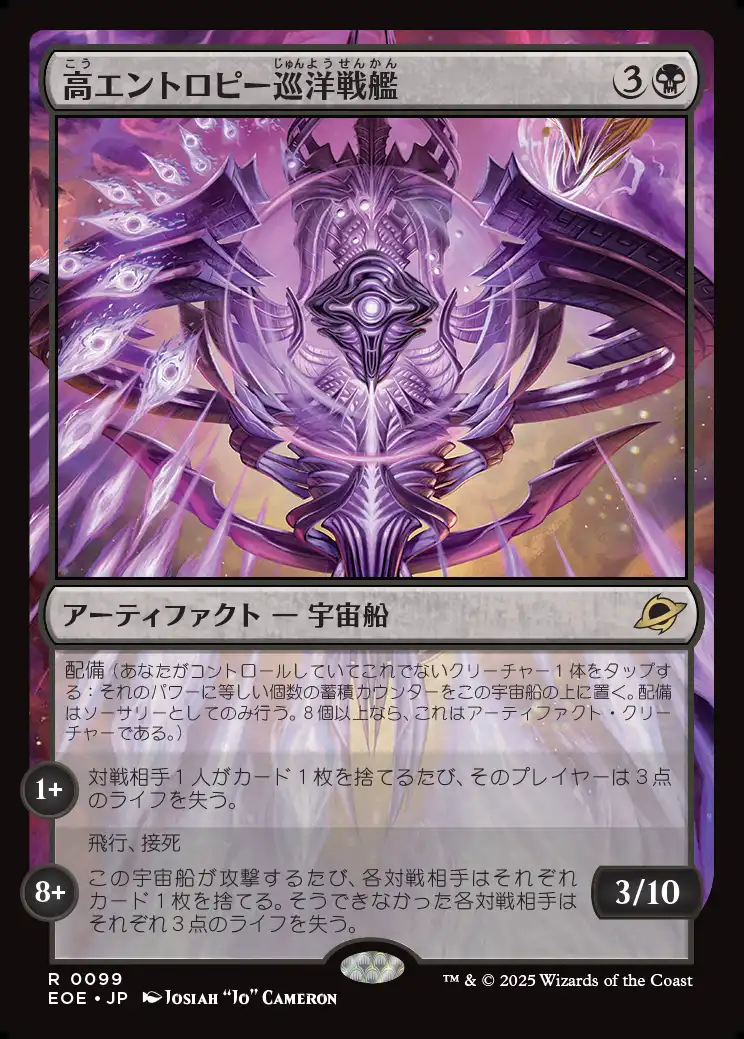 こう じゅんようせんかん
高エントロピー巡洋戦艦 3
アーティファクト — 宇宙船
配備（あなたがコントロールしていてこれでないクリーチャー１体をタップす
る：それのパワーに等しい個数の蓄積カウンターをこの宇宙船の上に置く。配備
はソーサリーとしてのみ行う。８個以上なら、これはアーティファクト・クリー
チャーである。）
1+
対戦相手１人がカード１枚を捨てるたび、そのプレイヤーは３点
のライフを失う。
飛行、接死
8+
この宇宙船が攻撃するたび、各対戦相手はそれぞれ
カード１枚を捨てる。そうできなかった各対戦相手は
それぞれ３点のライフを失う。
3/10
R 0099
EOE • JP Josiah “Jo” Cameron
™ & © 2025 Wizards of the Coast